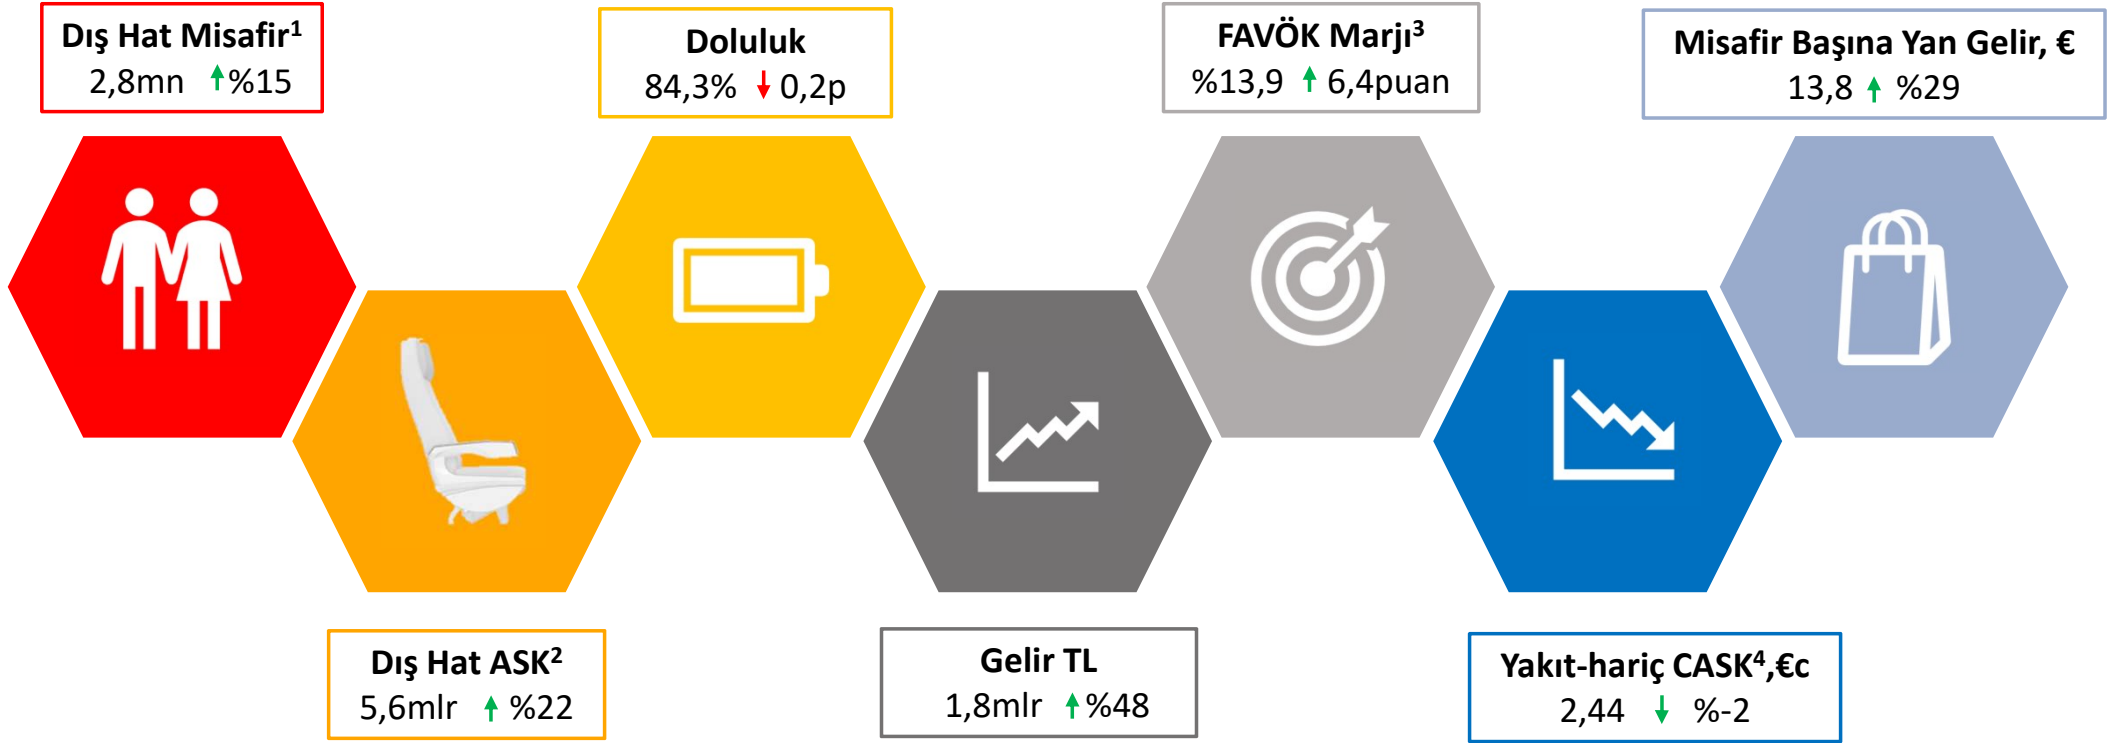 Dış Hat Misafir¹
2,8mn ↑%15
Doluluk
84,3% ↓ 0,2p
FAVÖK Marjı³
%13,9 ↑ 6,4puan
Misafir Başına Yan Gelir, €
13,8 ↑ %29
Dış Hat ASK²
5,6mlr ↑ %22
Gelir TL
1,8mlr ↑%48
Yakıt-hariç CASK⁴,€c
2,44 ↓ %-2